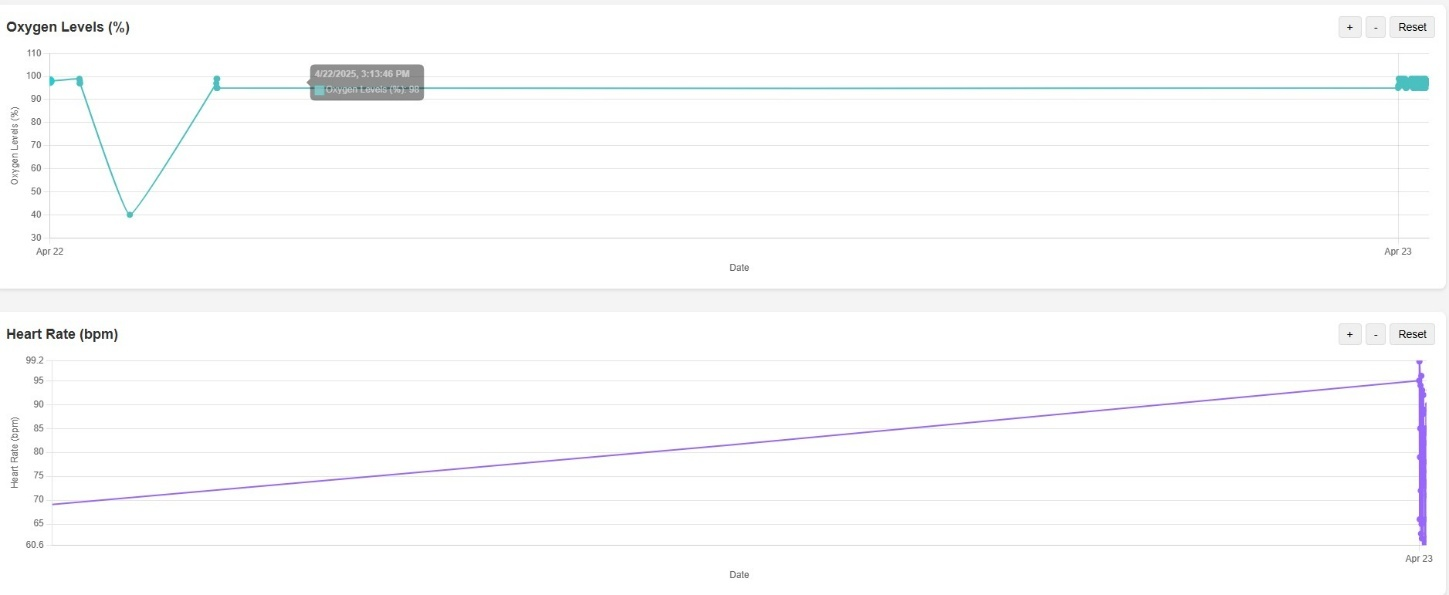 Oxygen Levels (%)
+ - Reset
110
100
90
80
70
60
50
40
30
Oxygen Levels (%)
4/22/2025, 3:13:46 PM
Oxygen Levels (%): 98
Apr 22
Apr 23
Date
Heart Rate (bpm)
+ - Reset
99.2
95
90
85
80
75
70
65
60.6
Heart Rate (bpm)
Apr 23
Date